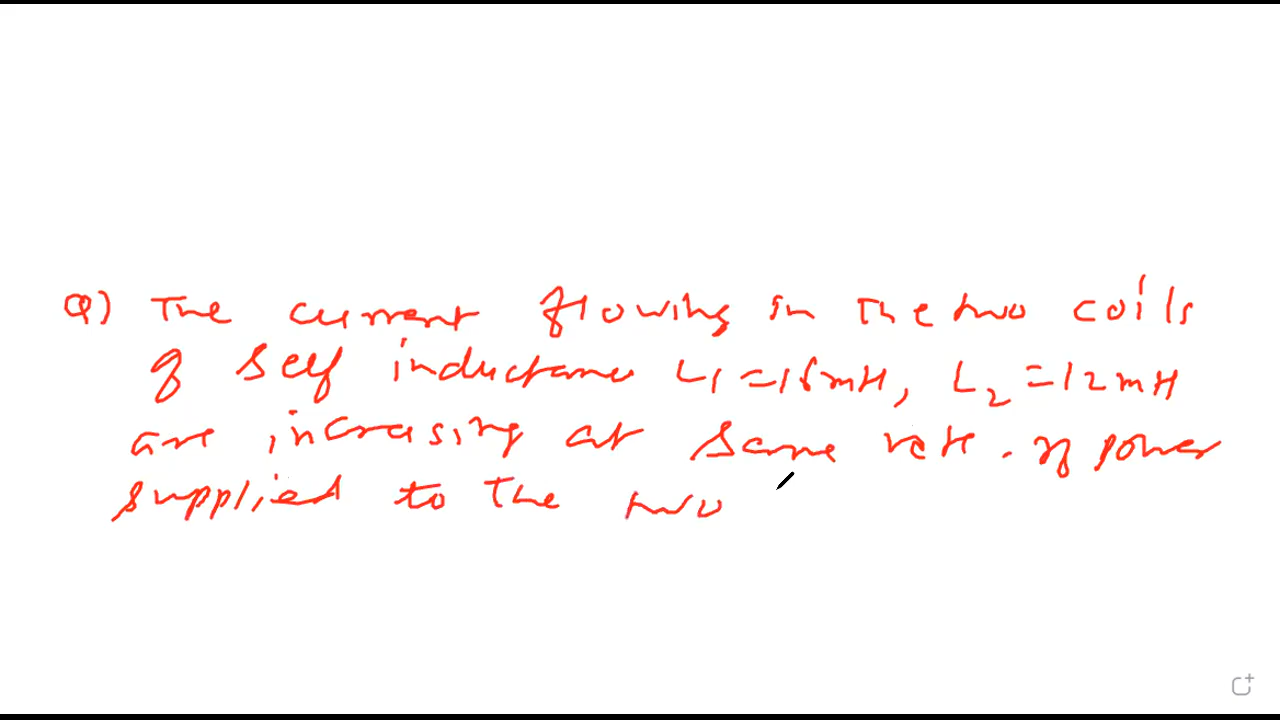 Q) The current flowing in the two coils
of self inductance L1=16mH, L2=12mH
are increasing at same rate. If power
supplied to the two